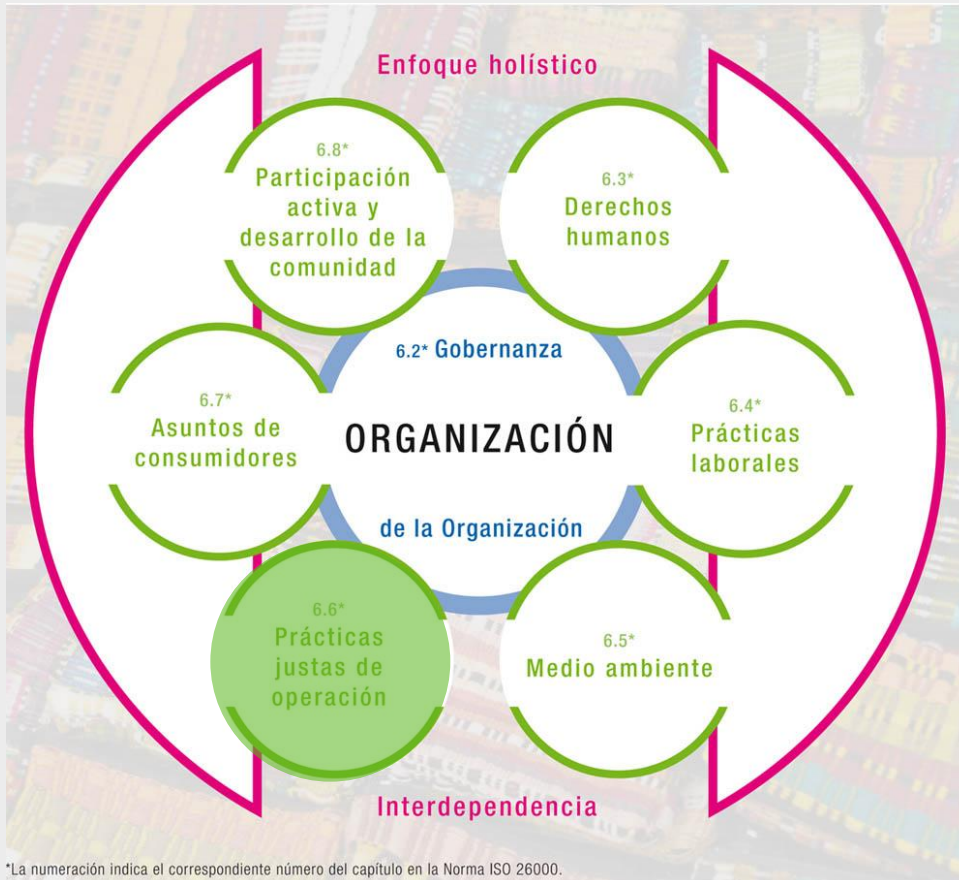 Enfoque holístico
6.8*
Participación
activa y
desarrollo de la
comunidad
6.3*
Derechos
humanos
6.2* Gobernanza
6.7*
Asuntos de
consumidores
ORGANIZACIÓN
6.4*
Prácticas
laborales
de la Organización
6.6*
Prácticas
justas de
operación
6.5*
Medio ambiente
Interdependencia
*La numeración indica el correspondiente número del capítulo en la Norma ISO 26000.